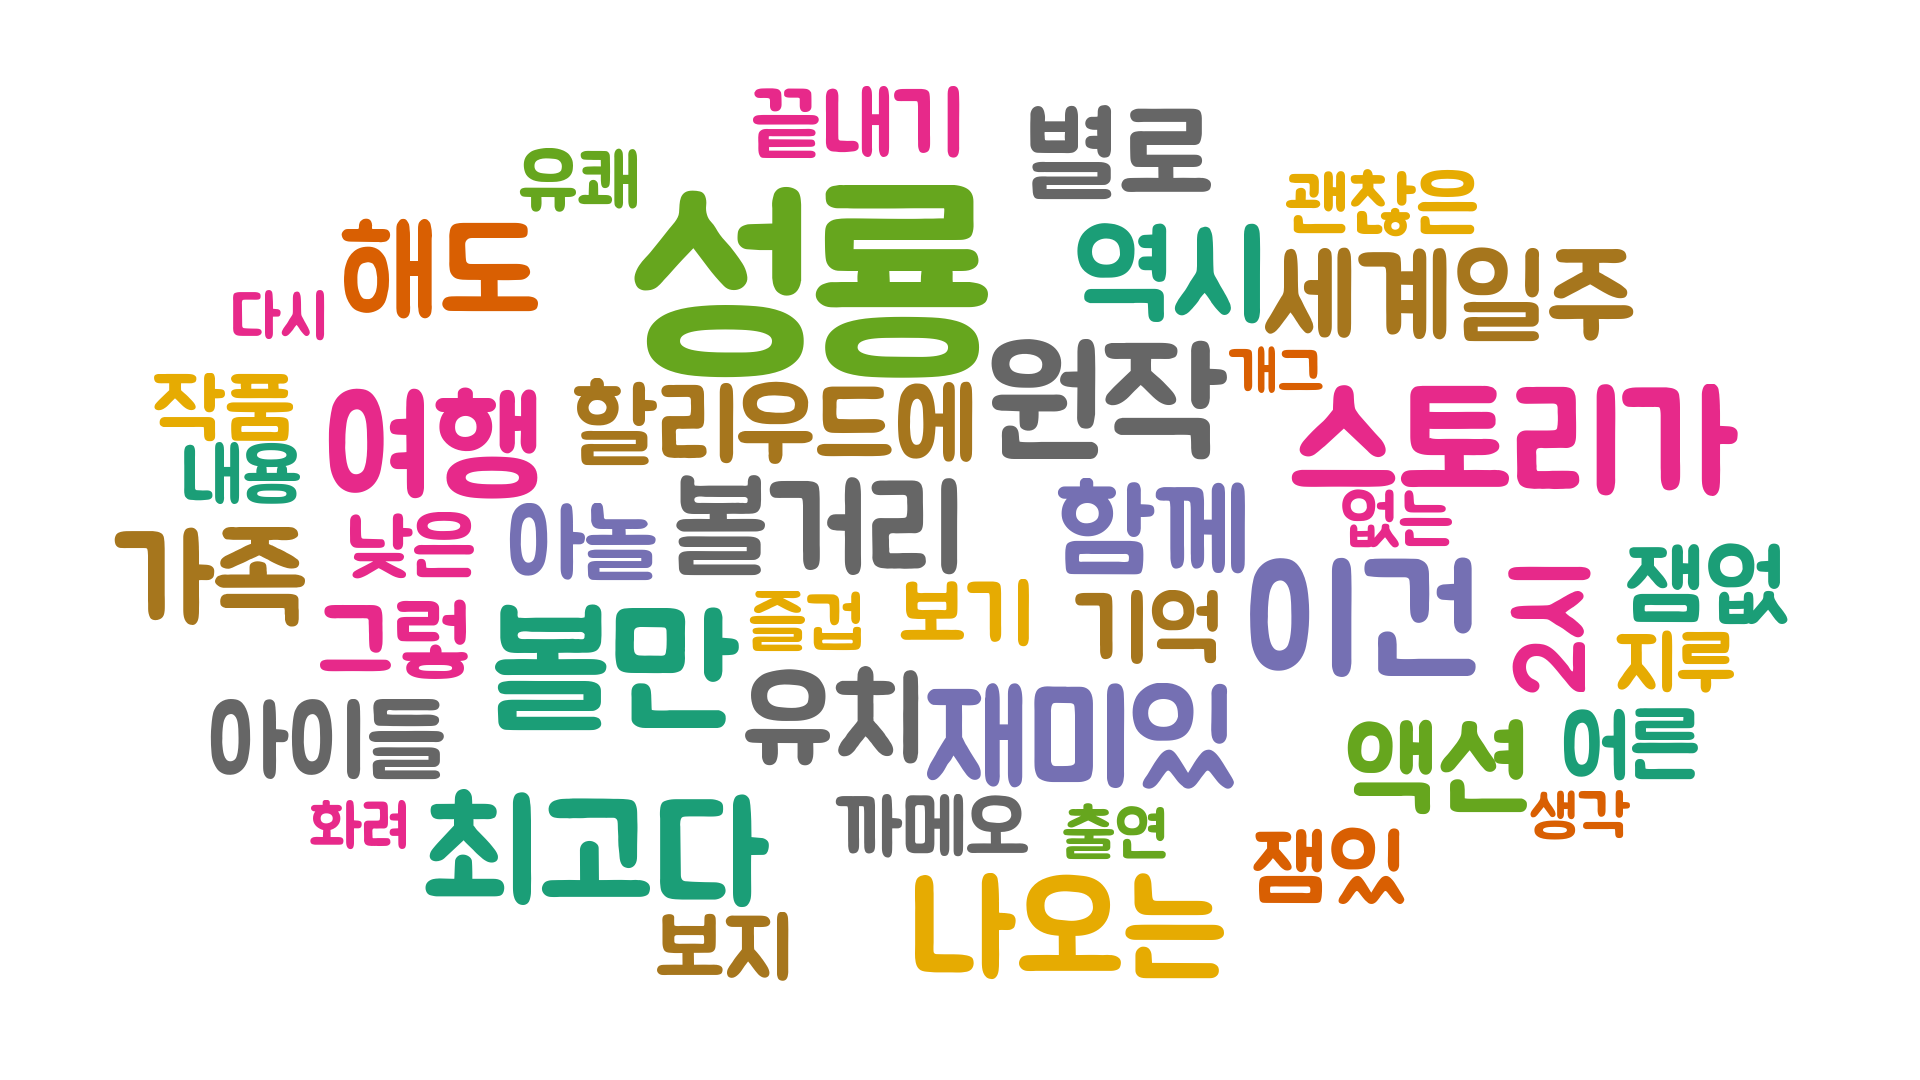 끝내기
별로
유쾌
괜찮은
성룡
해도
역시
세계일주
다시
원작
개그
작품
여행
할리우드에
스토리가
내용
볼거리
함께
없는
가족
낮은
아놀
이건
잼없
그렇
볼만
즐겁
보기
기억
2시
지루
아이들
유치
재미있
액션
어른
화려
최고다
까메오
출연
잼있
생각
보지
나오는